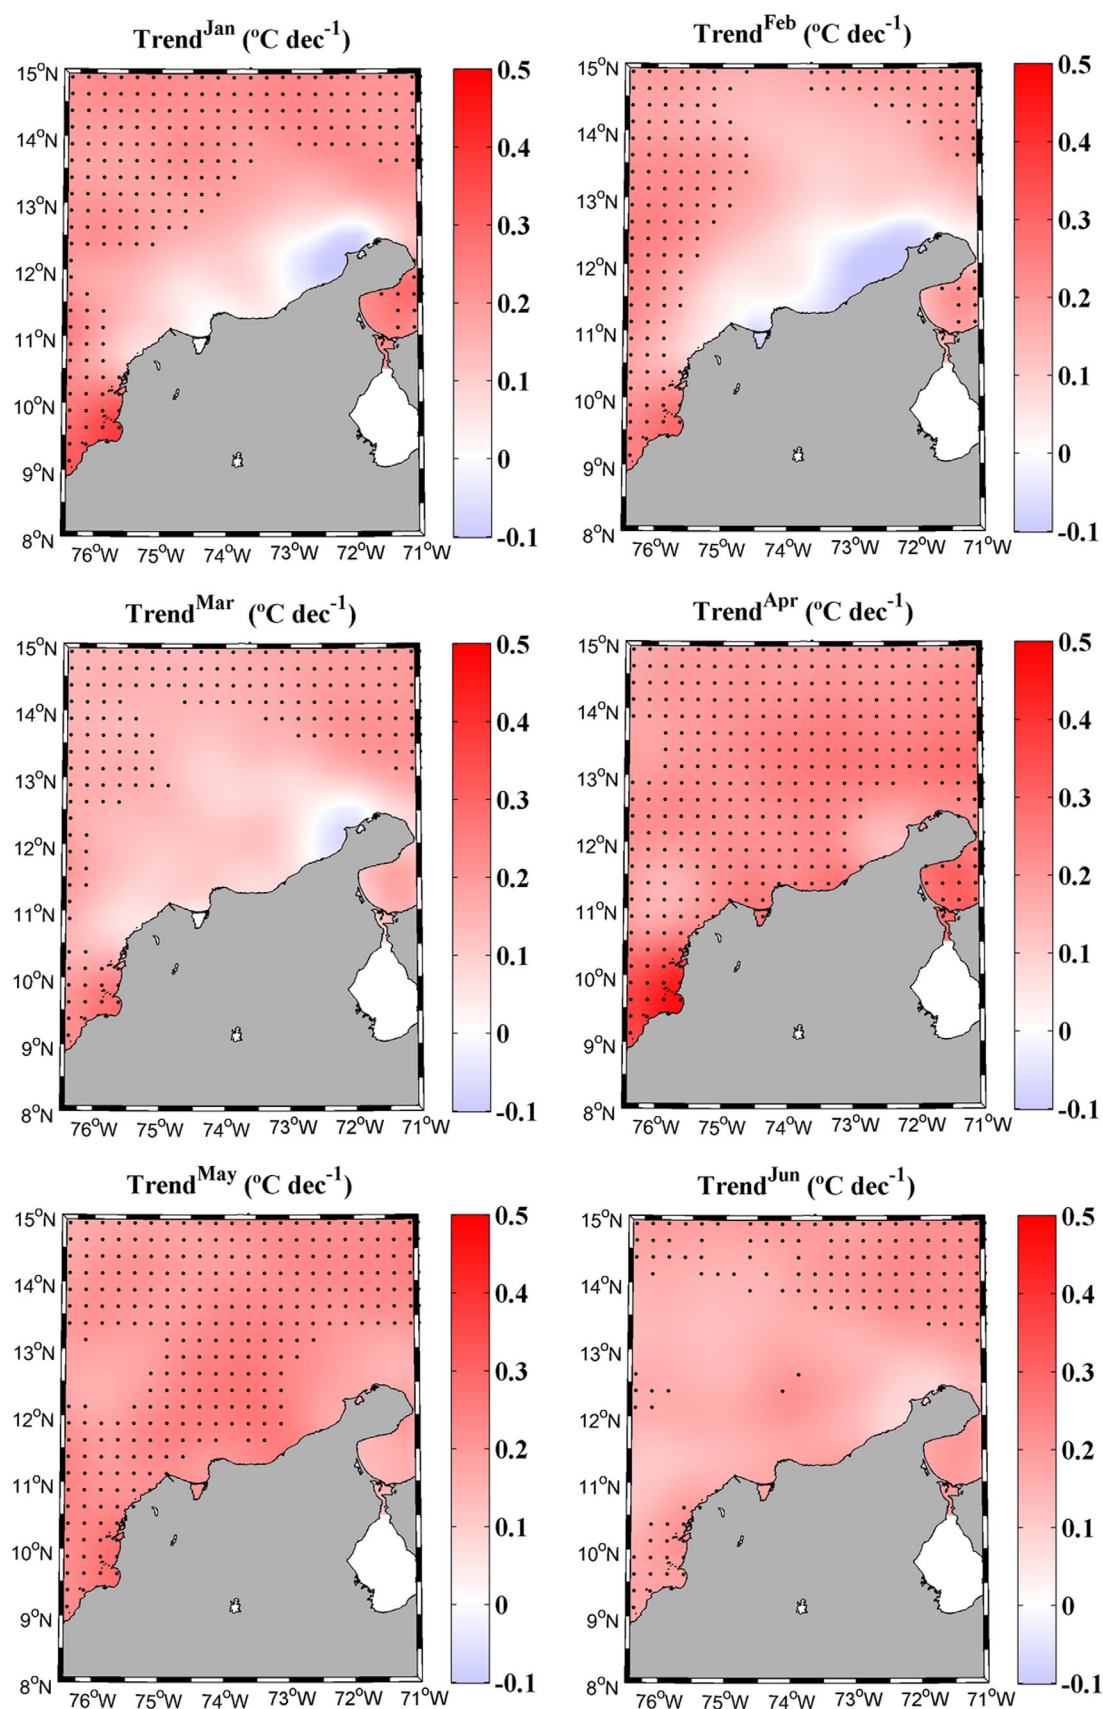 Trend^Jan (ºC dec^-1)
15°N
14°N
13°N
12°N
11°N
10°N
9°N
8°N
76°W 75°W 74°W 73°W 72°W 71°W
0.5
0.4
0.3
0.2
0.1
0
-0.1
Trend^Feb (ºC dec^-1)
15°N
14°N
13°N
12°N
11°N
10°N
9°N
8°N
76°W 75°W 74°W 73°W 72°W 71°W
0.5
0.4
0.3
0.2
0.1
0
-0.1
Trend^Mar (ºC dec^-1)
15°N
14°N
13°N
12°N
11°N
10°N
9°N
8°N
76°W 75°W 74°W 73°W 72°W 71°W
0.5
0.4
0.3
0.2
0.1
0
-0.1
Trend^Apr (ºC dec^-1)
15°N
14°N
13°N
12°N
11°N
10°N
9°N
8°N
76°W 75°W 74°W 73°W 72°W 71°W
0.5
0.4
0.3
0.2
0.1
0
-0.1
Trend^May (ºC dec^-1)
15°N
14°N
13°N
12°N
11°N
10°N
9°N
8°N
76°W 75°W 74°W 73°W 72°W 71°W
0.5
0.4
0.3
0.2
0.1
0
-0.1
Trend^Jun (ºC dec^-1)
15°N
14°N
13°N
12°N
11°N
10°N
9°N
8°N
76°W 75°W 74°W 73°W 72°W 71°W
0.5
0.4
0.3
0.2
0.1
0
-0.1